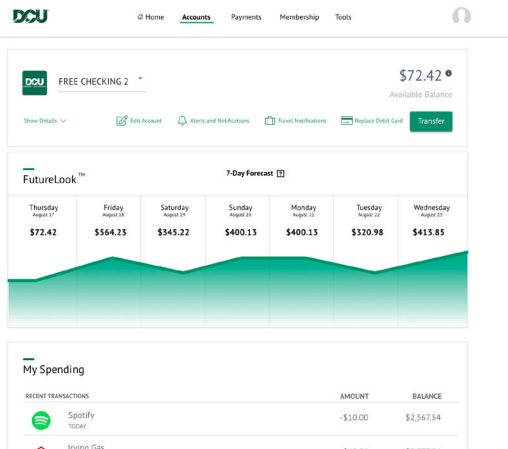 DCU
Home Accounts Payments Membership Tools
DCU FREE CHECKING 2 $72.42
Available Balance
Show Details Edit Account Alerts and Notifications Travel Notifications Replace Debit Card Transfer
FutureLook™ 7-Day Forecast ?
Thursday Friday Saturday Sunday Monday Tuesday Wednesday
August 17 August 18 August 19 August 20 August 21 August 22 August 23
$72.42 $564.23 $345.22 $400.13 $400.13 $320.98 $413.85
My Spending
RECENT TRANSACTIONS AMOUNT BALANCE
Spotify -$10.00 $2,567.54
TODAY
Irving Gas